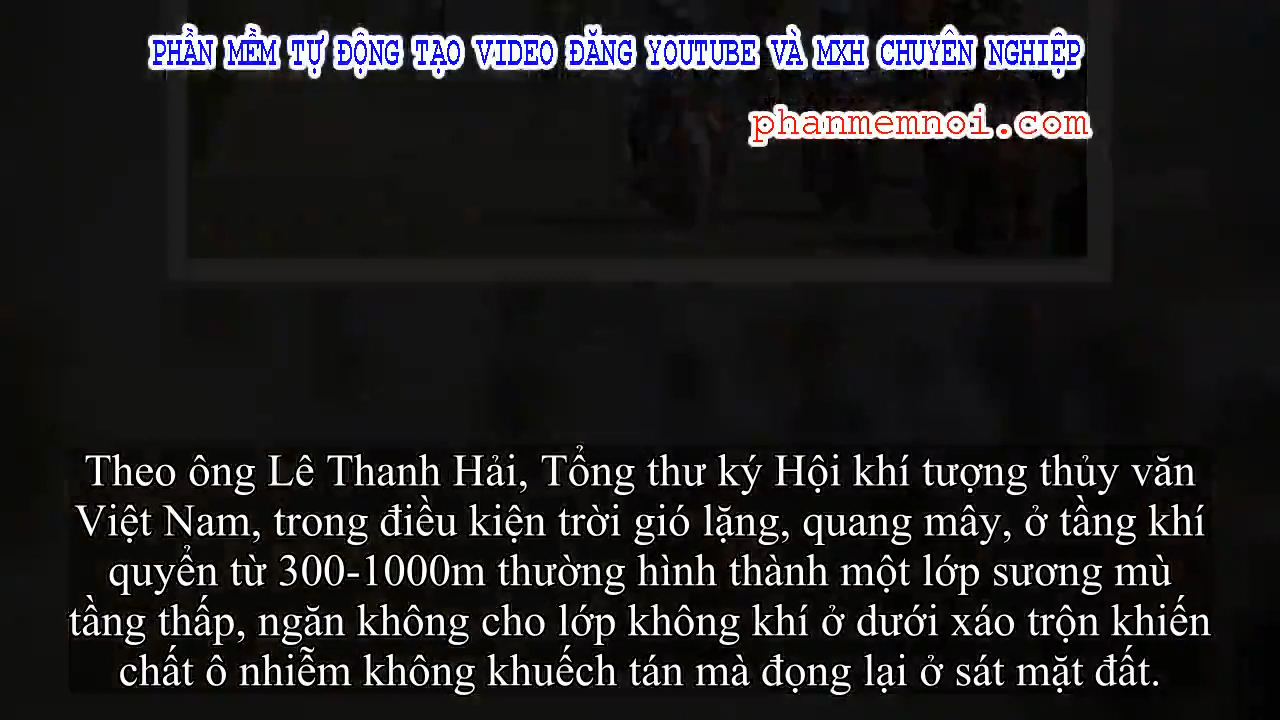 PHẦN MỀM TỰ ĐỘNG TẠO VIDEO ĐĂNG YOUTUBE VÀ MXH CHUYÊN NGHIỆP
phanmemnoi.com
Theo ông Lê Thanh Hải, Tổng thư ký Hội khí tượng thủy văn
Việt Nam, trong điều kiện trời gió lặng, quang mây, ở tầng khí
quyển từ 300-1000m thường hình thành một lớp sương mù
tầng thấp, ngăn không cho lớp không khí ở dưới xáo trộn khiến
chất ô nhiễm không khuếch tán mà đọng lại ở sát mặt đất.